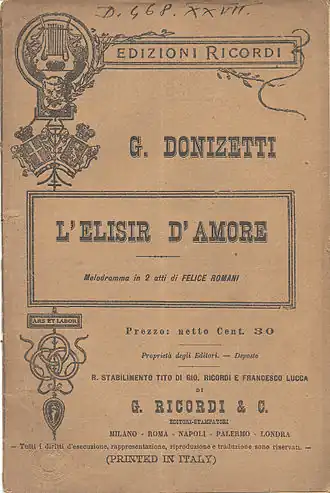 D. 468. XXVII.
EDIZIONI RICORDI
G. DONIZETTI
L'ELISIR D'AMORE
Melodramma in 2 atti di FELICE ROMANI
ARS ET LABOR
Prezzo: netto Cent. 30
Proprietà degli Editori. — Deposto
R. STABILIMENTO TITO DI GIO. RICORDI E FRANCESCO LUCCA
DI
G. RICORDI & C.
EDITORI-STAMPATORI
MILANO - ROMA - NAPOLI - PALERMO - LONDRA
— Tutti i diritti d'esecuzione, rappresentazione, riproduzione e traduzione sono riservati. —
(PRINTED IN ITALY)